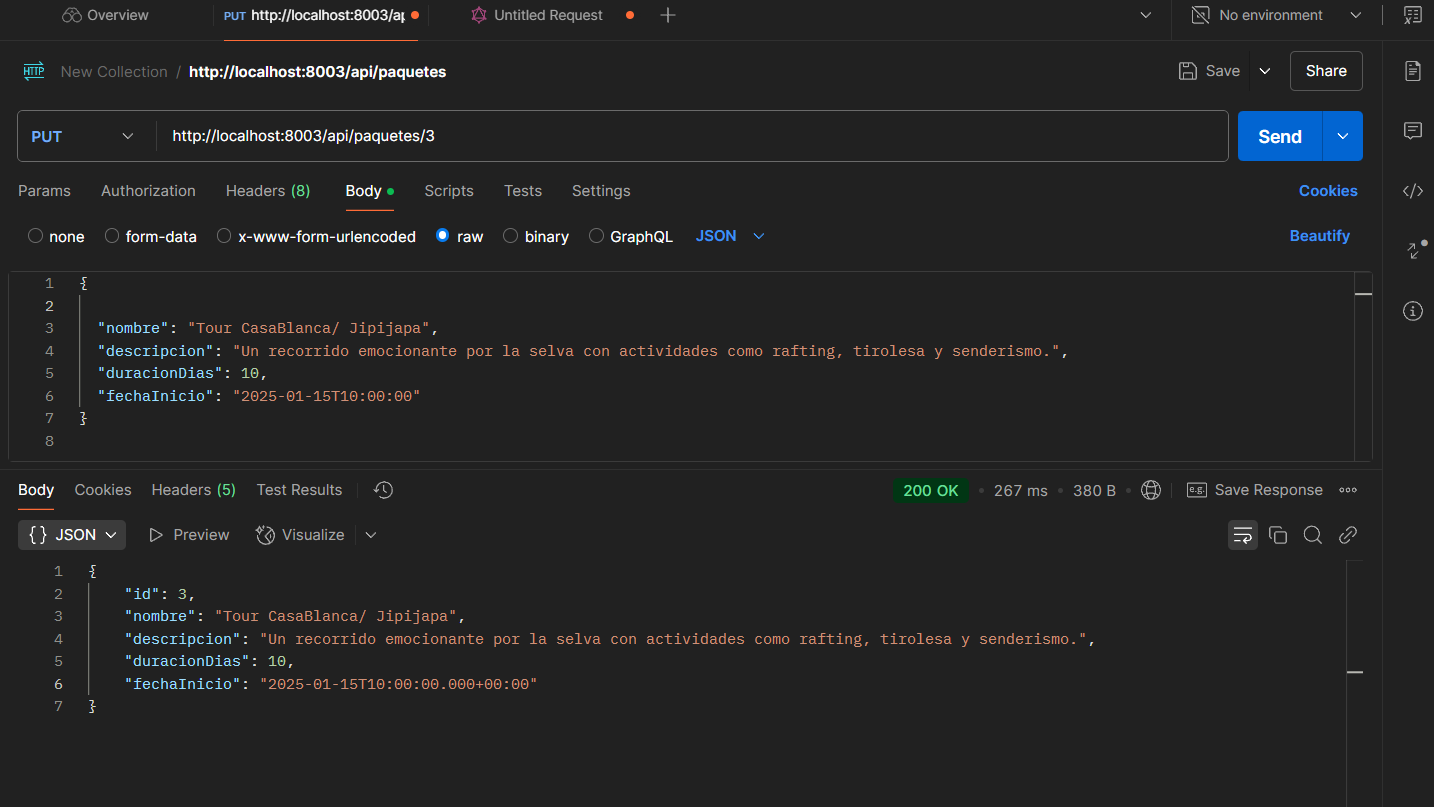 Overview
PUT http://localhost:8003/ap
Untitled Request
No environment
HTTP New Collection / http://localhost:8003/api/paquetes
Save
Share
PUT http://localhost:8003/api/paquetes/3
Send
Params Authorization Headers (8) Body Scripts Tests Settings
Cookies
none form-data x-www-form-urlencoded raw binary GraphQL JSON
Beautify
1 {
2
3 "nombre": "Tour CasaBlanca/ Jipijapa",
4 "descripcion": "Un recorrido emocionante por la selva con actividades como rafting, tirolesa y senderismo.",
5 "duracionDias": 10,
6 "fechaInicio": "2025-01-15T10:00:00"
7 }
8
Body Cookies Headers (5) Test Results
200 OK • 267 ms • 380 B •
e.g. Save Response
{} JSON Preview Visualize
1 {
2 "id": 3,
3 "nombre": "Tour CasaBlanca/ Jipijapa",
4 "descripcion": "Un recorrido emocionante por la selva con actividades como rafting, tirolesa y senderismo.",
5 "duracionDias": 10,
6 "fechaInicio": "2025-01-15T10:00:00.000+00:00"
7 }